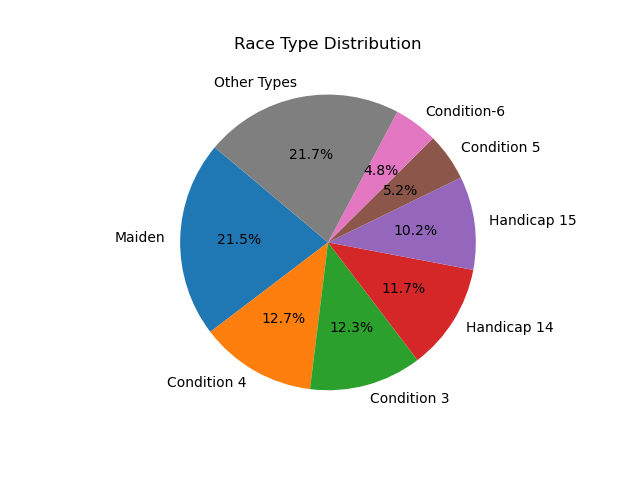 Race Type Distribution
Other Types
21.7%
Condition-6
4.8%
Condition 5
5.2%
Handicap 15
10.2%
Maiden
21.5%
Handicap 14
11.7%
Condition 4
12.7%
Condition 3
12.3%